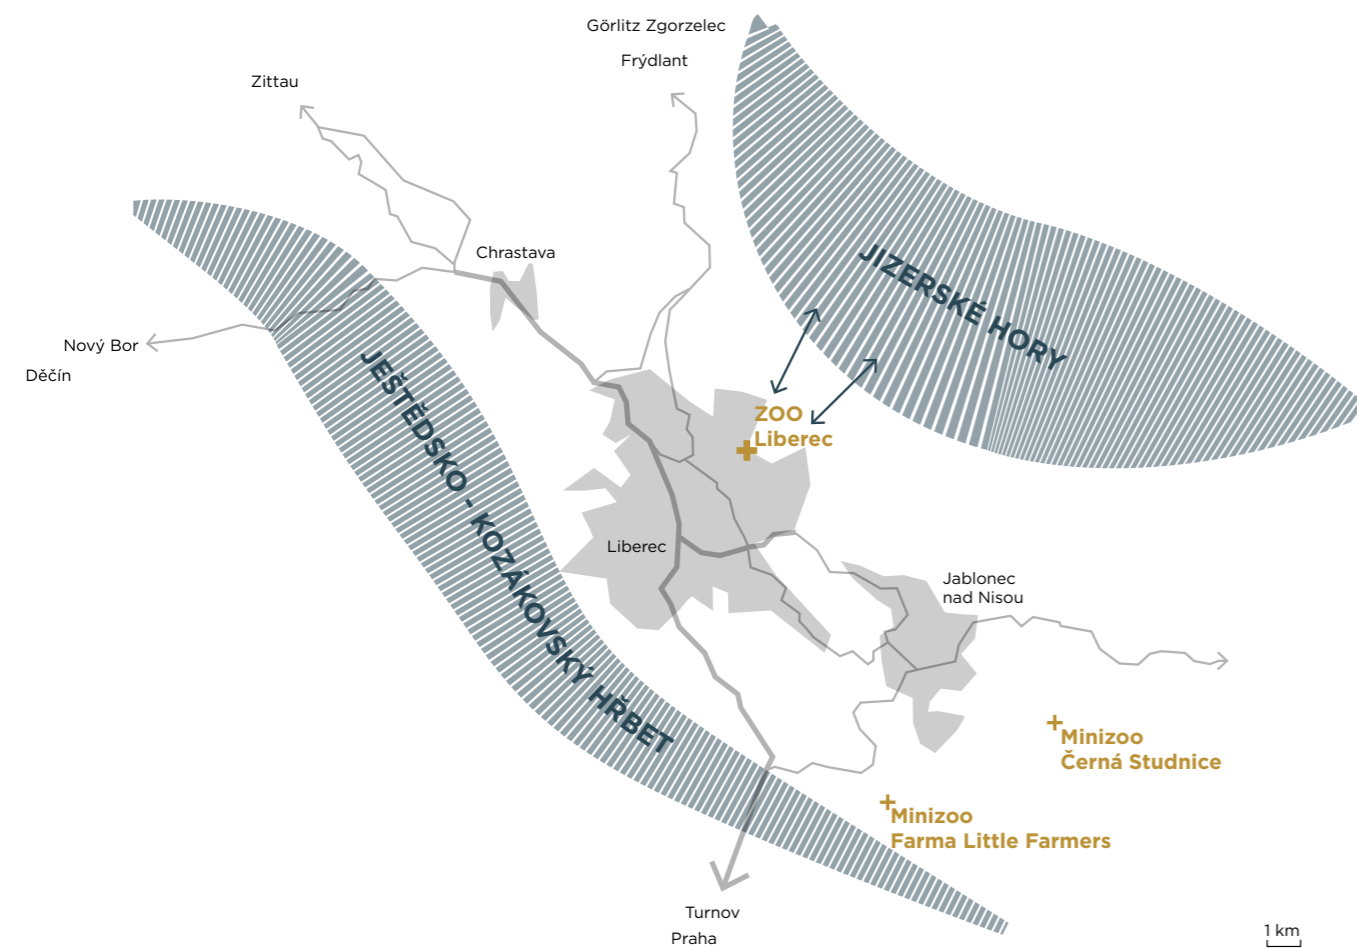 Görlitz Zgorzelec
Frýdlant
Zittau
Chrastava
JIZERSKÉ HORY
Nový Bor
Děčín
JEŠTĚDSKO - KOZÁKOVSKÝ HŘBET
ZOO
Liberec
Liberec
Jablonec
nad Nisou
Minizoo
Černá Studnice
Minizoo
Farma Little Farmers
Turnov
Praha
1 km